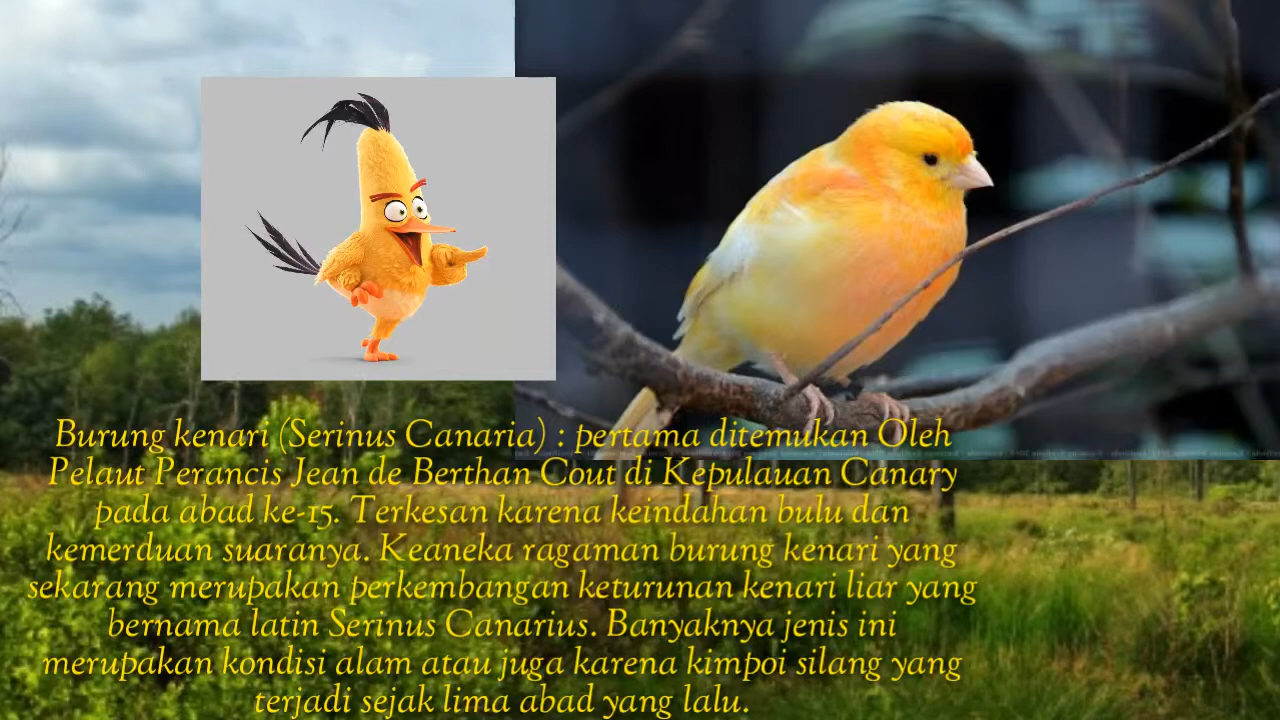 Burung kenari (Serinus Canaria) : pertama ditemukan Oleh
Pelaut Perancis Jean de Berthan Cout di Kepulauan Canary
pada abad ke-15. Terkesan karena keindahan bulu dan
kemerduan suaranya. Keaneka ragaman burung kenari yang
sekarang merupakan perkembangan keturunan kenari liar yang
bernama latin Serinus Canarius. Banyaknya jenis ini
merupakan kondisi alam atau juga karena kimpoi silang yang
terjadi sejak lima abad yang lalu.